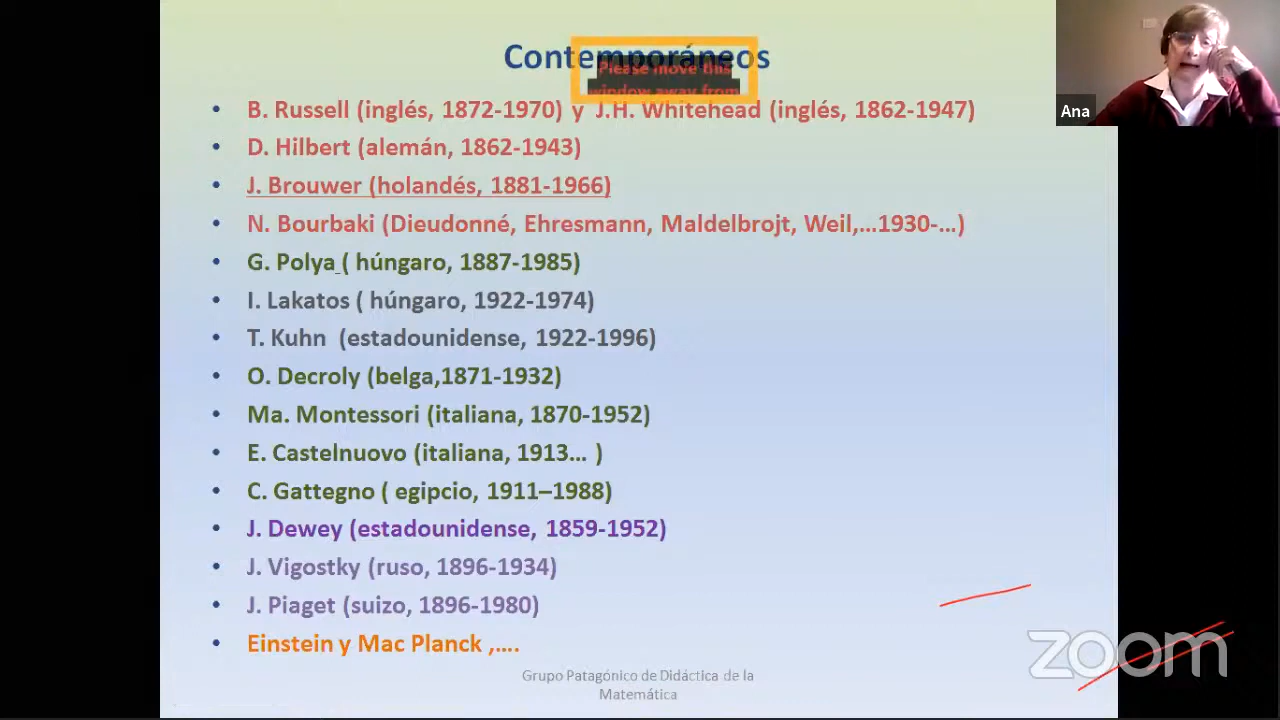 Contemporáneos
Please move this
window away from
B. Russell (inglés, 1872-1970) y J.H. Whitehead (inglés, 1862-1947)
D. Hilbert (alemán, 1862-1943)
J. Brouwer (holandés, 1881-1966)
N. Bourbaki (Dieudonné, Ehresmann, Maldelbrojt, Weil,...1930-...)
G. Polya ( húngaro, 1887-1985)
I. Lakatos ( húngaro, 1922-1974)
T. Kuhn (estadounidense, 1922-1996)
O. Decroly (belga,1871-1932)
Ma. Montessori (italiana, 1870-1952)
E. Castelnuovo (italiana, 1913... )
C. Gattegno ( egipcio, 1911–1988)
J. Dewey (estadounidense, 1859-1952)
J. Vigostky (ruso, 1896-1934)
J. Piaget (suizo, 1896-1980)
Einstein y Mac Planck ,....
Grupo Patagónico de Didáctica de la
Matemática
Ana
zoom